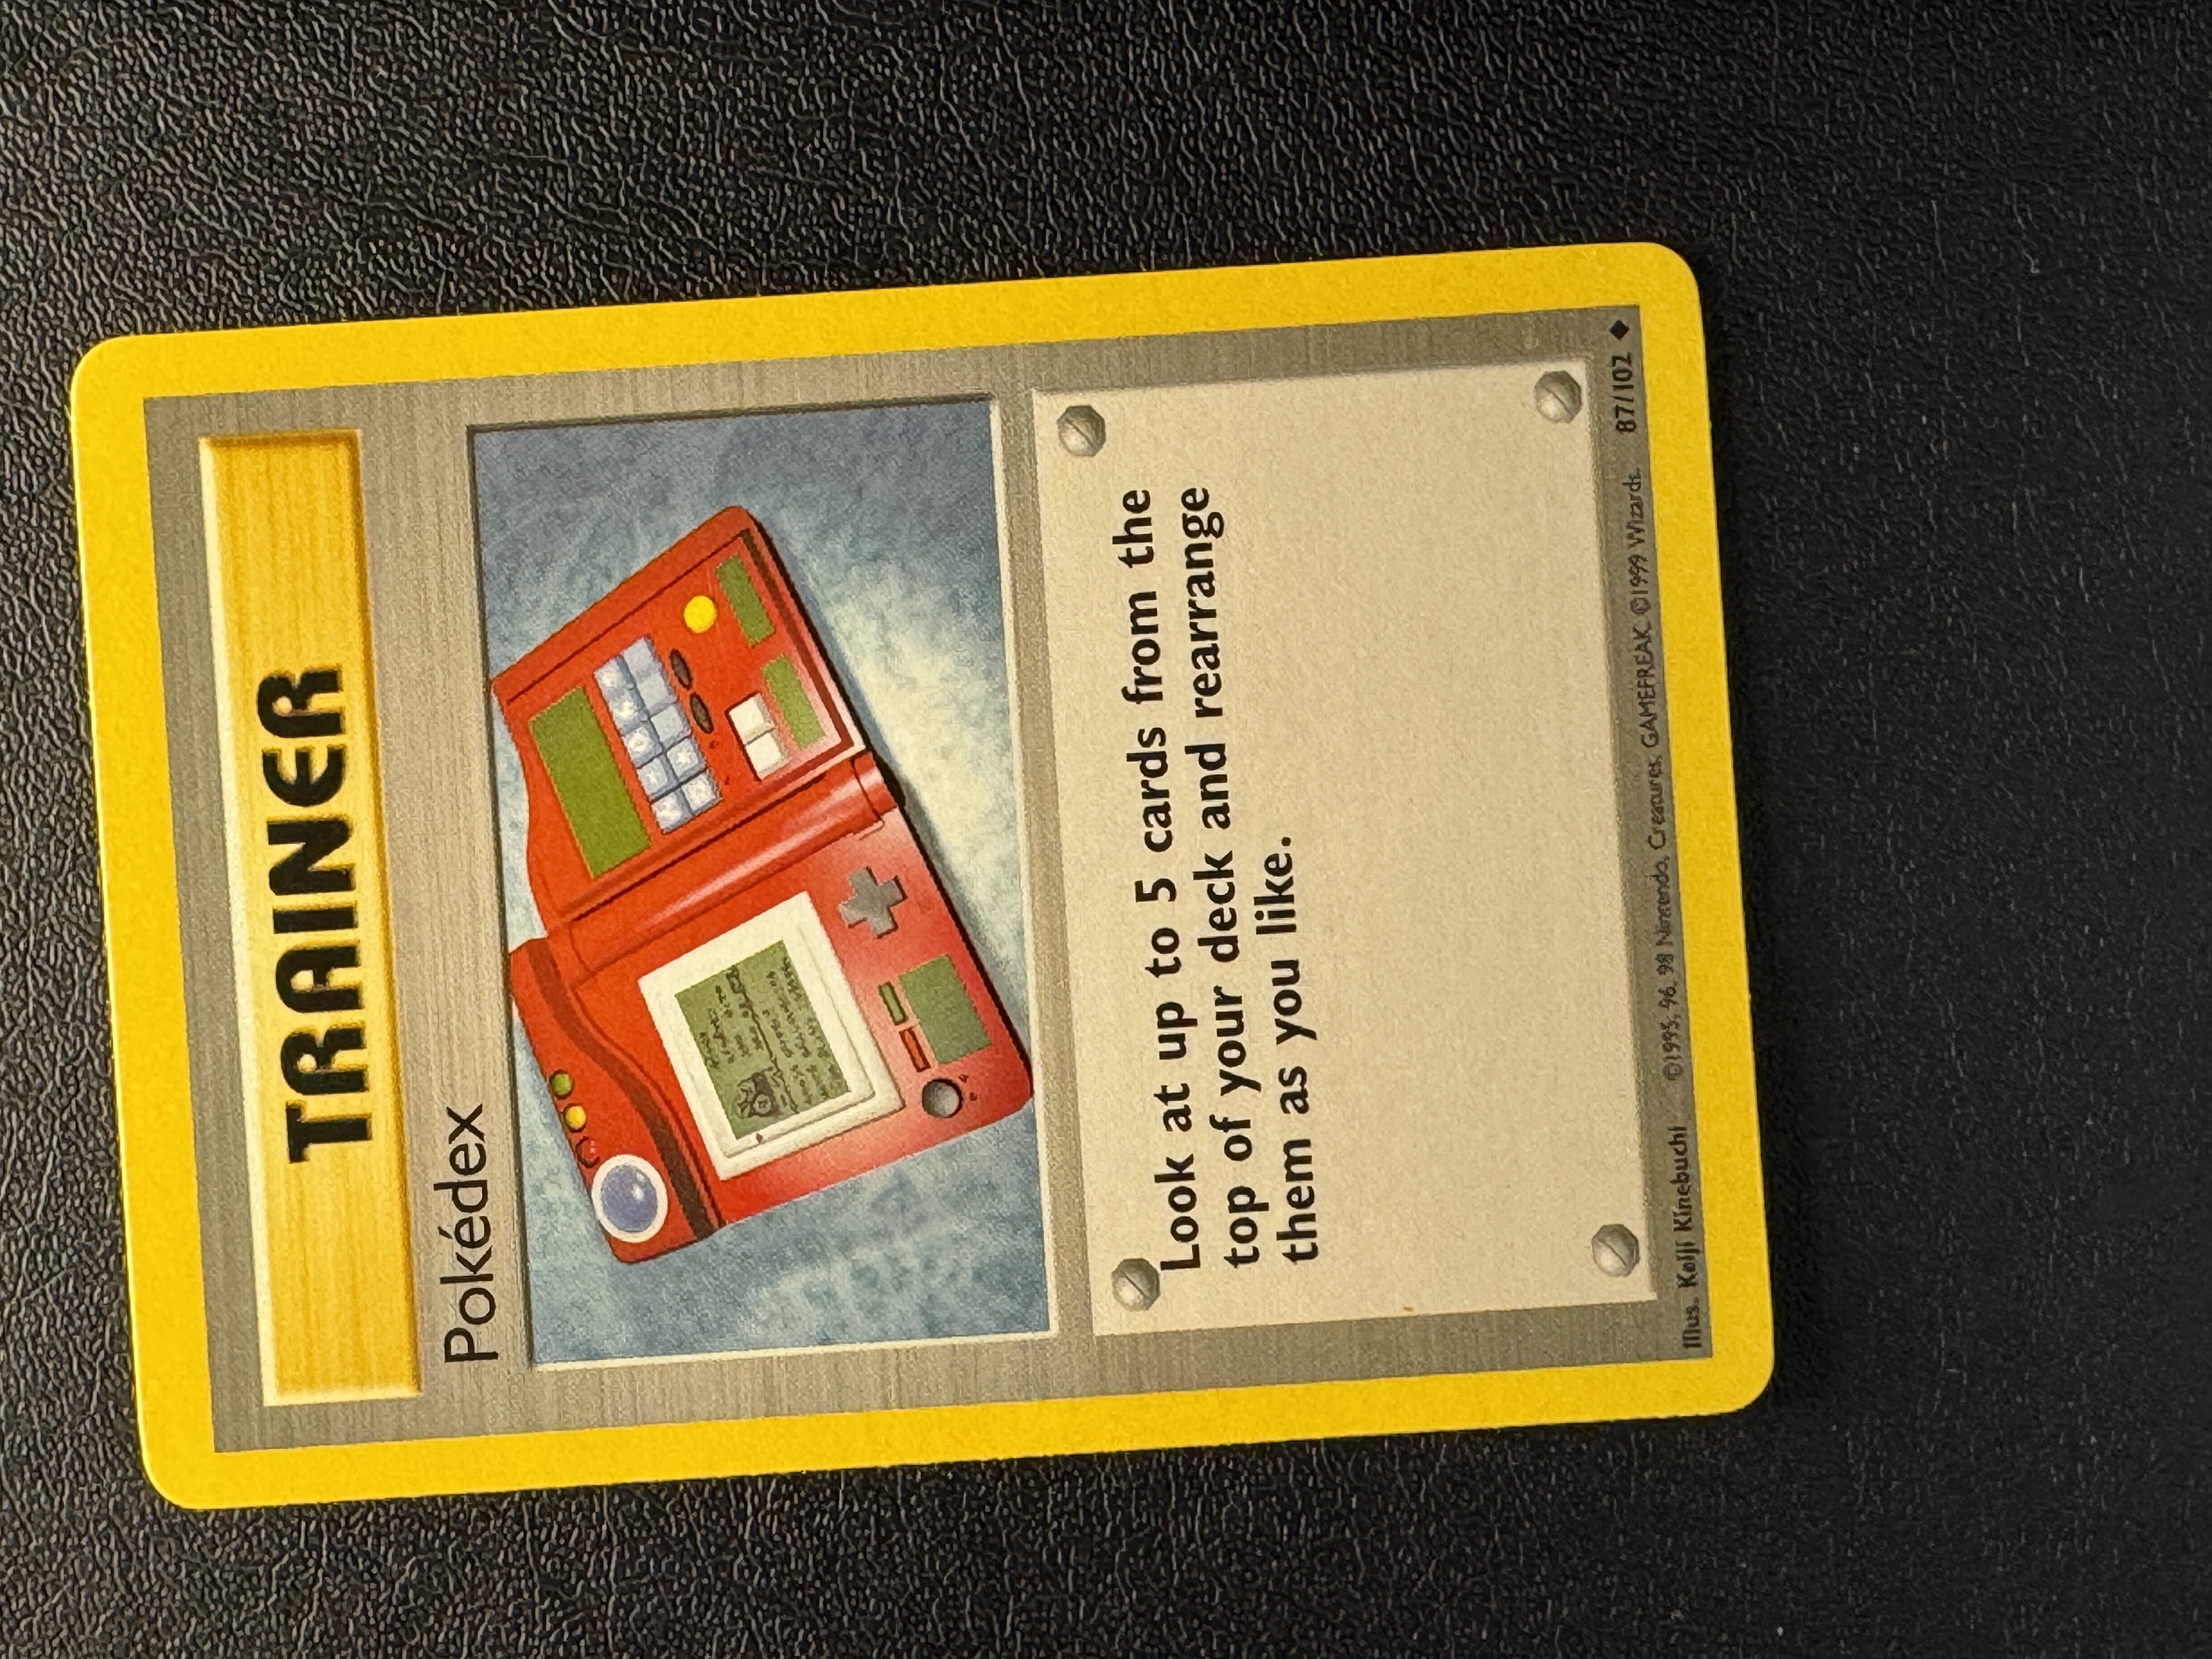 TRAINER
Pokédex
Look at up to 5 cards from the
top of your deck and rearrange
them as you like.
Illus. Keiji Kinebuchi ©1995, 96, 98 Nintendo, Creatures, GAMEFREAK. ©1999 Wizards. 87/102